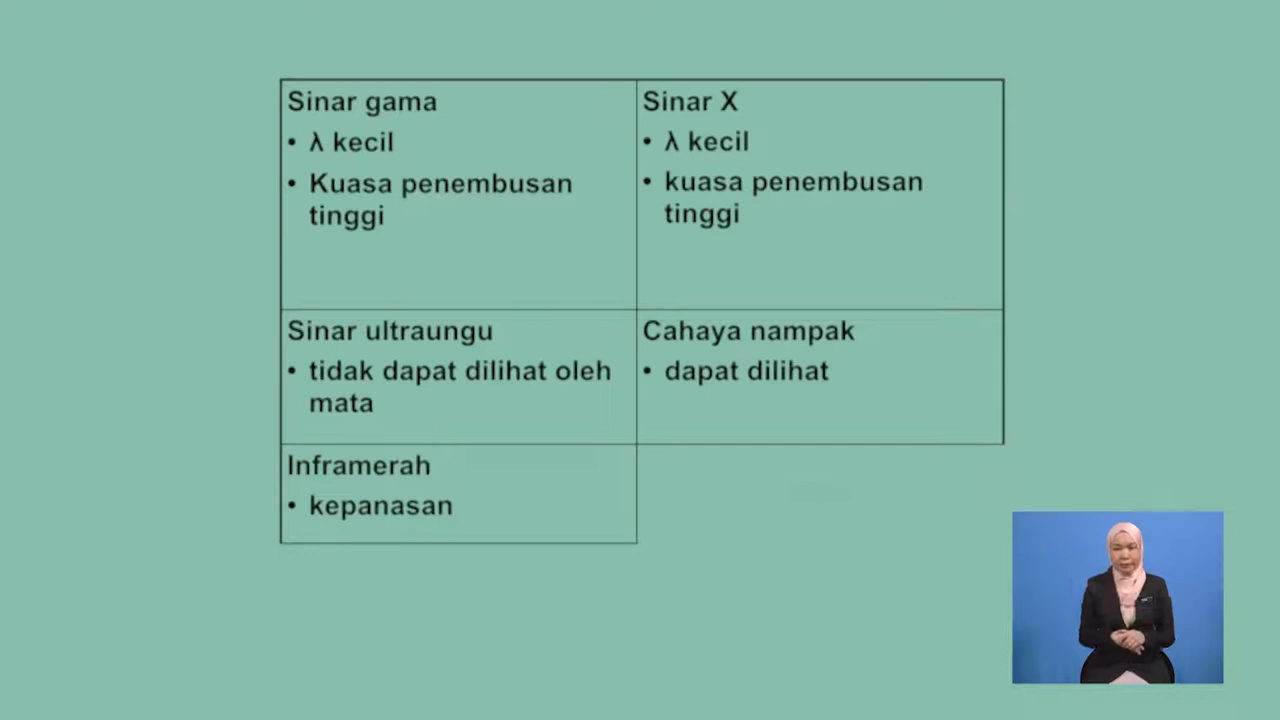 Sinar gama
• λ kecil
• Kuasa penembusan
tinggi
Sinar X
• λ kecil
• kuasa penembusan
tinggi
Sinar ultraungu
• tidak dapat dilihat oleh
mata
Cahaya nampak
• dapat dilihat
Inframerah
• kepanasan